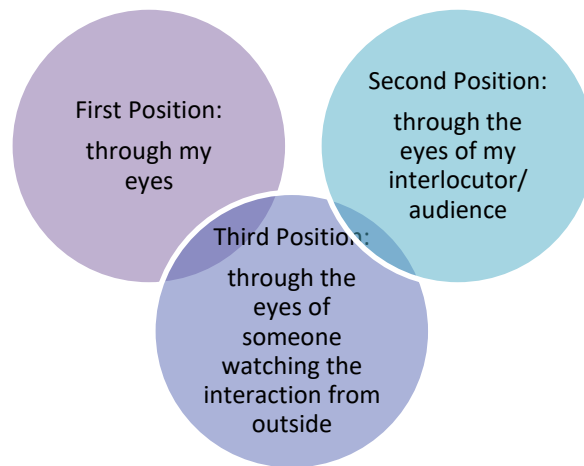 First Position:
through my
eyes
Second Position:
through the
eyes of my
interlocutor/
audience
Third Position:
through the
eyes of
someone
watching the
interaction from
outside